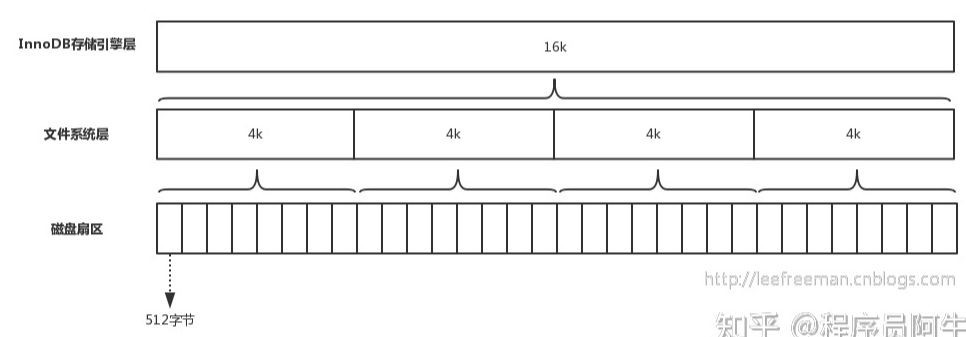 InnoDB存储引擎层
16k
文件系统层
4k 4k 4k 4k
磁盘扇区
http://leefreeman.cnblogs.com
512字节
知乎 @程序员阿牛